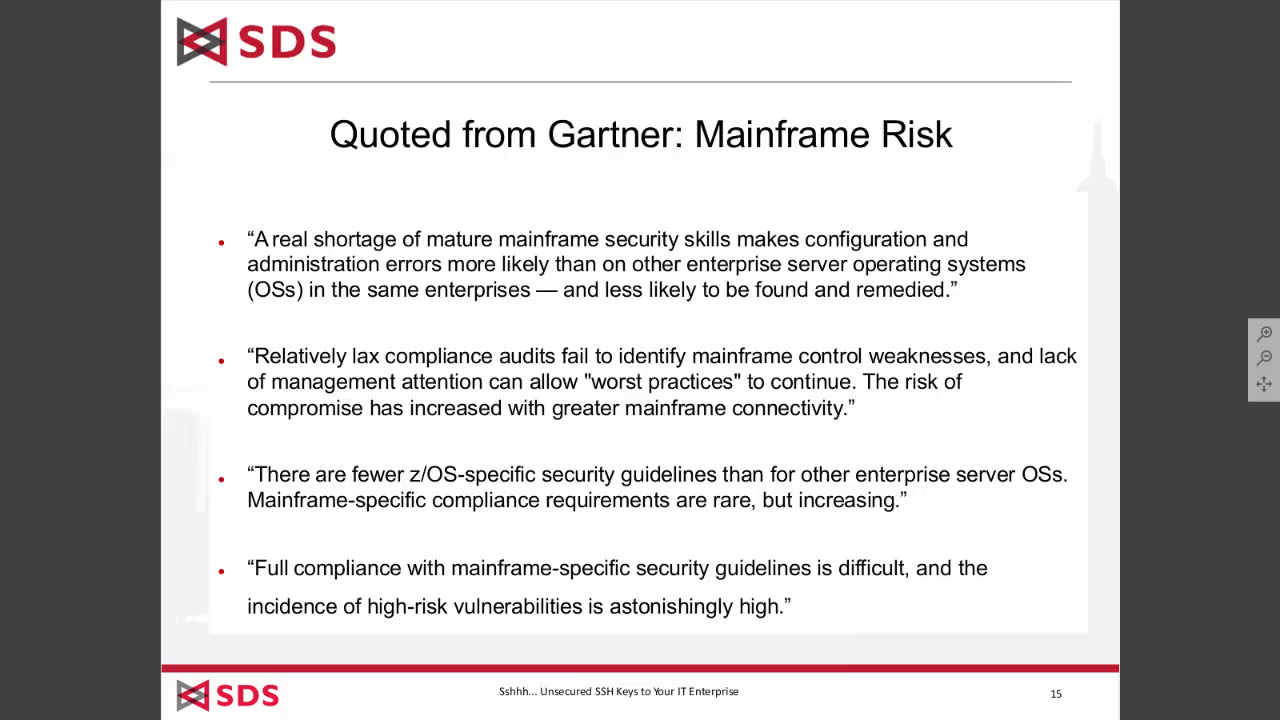 SDS
Quoted from Gartner: Mainframe Risk
• “A real shortage of mature mainframe security skills makes configuration and
administration errors more likely than on other enterprise server operating systems
(OSs) in the same enterprises — and less likely to be found and remedied.”
• “Relatively lax compliance audits fail to identify mainframe control weaknesses, and lack
of management attention can allow "worst practices" to continue. The risk of
compromise has increased with greater mainframe connectivity.”
• “There are fewer z/OS-specific security guidelines than for other enterprise server OSs.
Mainframe-specific compliance requirements are rare, but increasing.”
• “Full compliance with mainframe-specific security guidelines is difficult, and the
incidence of high-risk vulnerabilities is astonishingly high.”
SDS
Sshhh... Unsecured SSH Keys to Your IT Enterprise
15